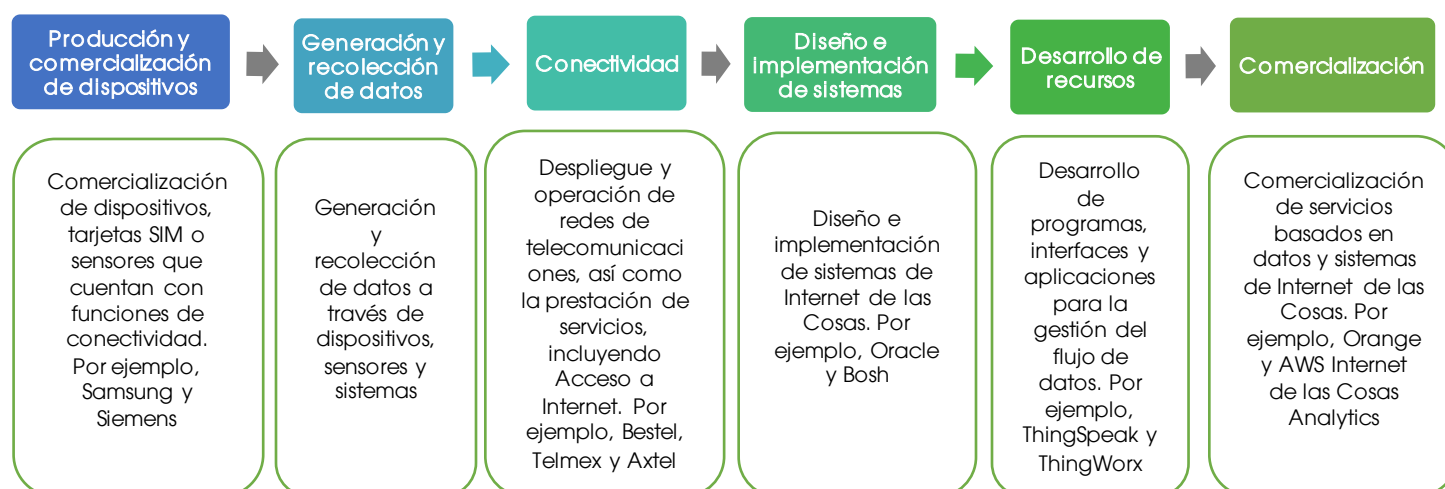 Producción y
comercialización
de dispositivos
Generación y
recolección
de datos
Conectividad
Diseño e
implementación
de sistemas
Desarrollo de
recursos
Comercialización
Comercialización
de dispositivos,
tarjetas SIM o
sensores que
cuentan con
funciones de
conectividad.
Por ejemplo,
Samsung y
Siemens
Generación
y
recolección
de datos a
través de
dispositivos,
sensores y
sistemas
Despliegue y
operación de
redes de
telecomunicaci
ones, así como
la prestación de
servicios,
incluyendo
Acceso a
Internet. Por
ejemplo, Bestel,
Telmex y Axtel
Diseño e
implementación
de sistemas de
Internet de las
Cosas. Por
ejemplo, Oracle
y Bosh
Desarrollo
de
programas,
interfaces y
aplicaciones
para la
gestión del
flujo de
datos. Por
ejemplo,
ThingSpeak y
ThingWorx
Comercialización
de servicios
basados en
datos y sistemas
de Internet de las
Cosas. Por
ejemplo, Orange
y AWS Internet
de las Cosas
Analytics